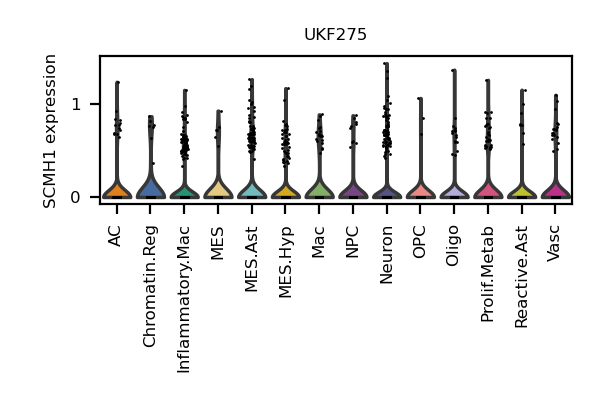 UKF275
SCMH1 expression
1
0
AC
Chromatin.Reg
Inflammatory.Mac
MES
MES.Ast
MES.Hyp
Mac
NPC
Neuron
OPC
Oligo
Prolif.Metab
Reactive.Ast
Vasc